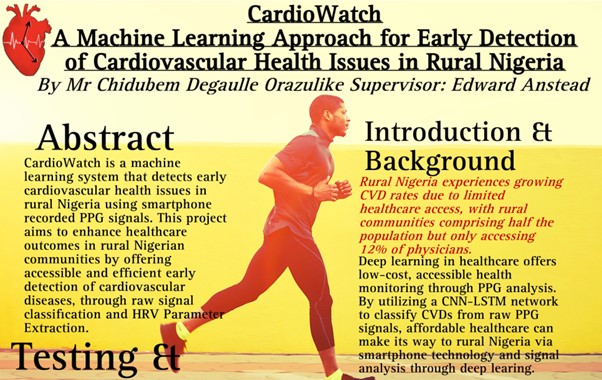 CardioWatch
A Machine Learning Approach for Early Detection
of Cardiovascular Health Issues in Rural Nigeria
By Mr Chidubem Degaulle Orazulike Supervisor: Edward Anstead
Abstract
CardioWatch is a machine
learning system that detects early
cardiovascular health issues in
rural Nigeria using smartphone
recorded PPG signals. This project
aims to enhance healthcare
outcomes in rural Nigerian
communities by offering
accessible and efficient early
detection of cardiovascular
diseases, through raw signal
classification and HRV Parameter
Extraction.
Testing &
Introduction &
Background
Rural Nigeria experiences growing
CVD rates due to limited
healthcare access, with rural
communities comprising half the
population but only accessing
12% of physicians.
Deep learning in healthcare offers
low-cost, accessible health
monitoring through PPG analysis.
By utilizing a CNN-LSTM network
to classify CVDs from raw PPG
signals, affordable healthcare can
make its way to rural Nigeria via
smartphone technology and signal
analysis through deep learing.